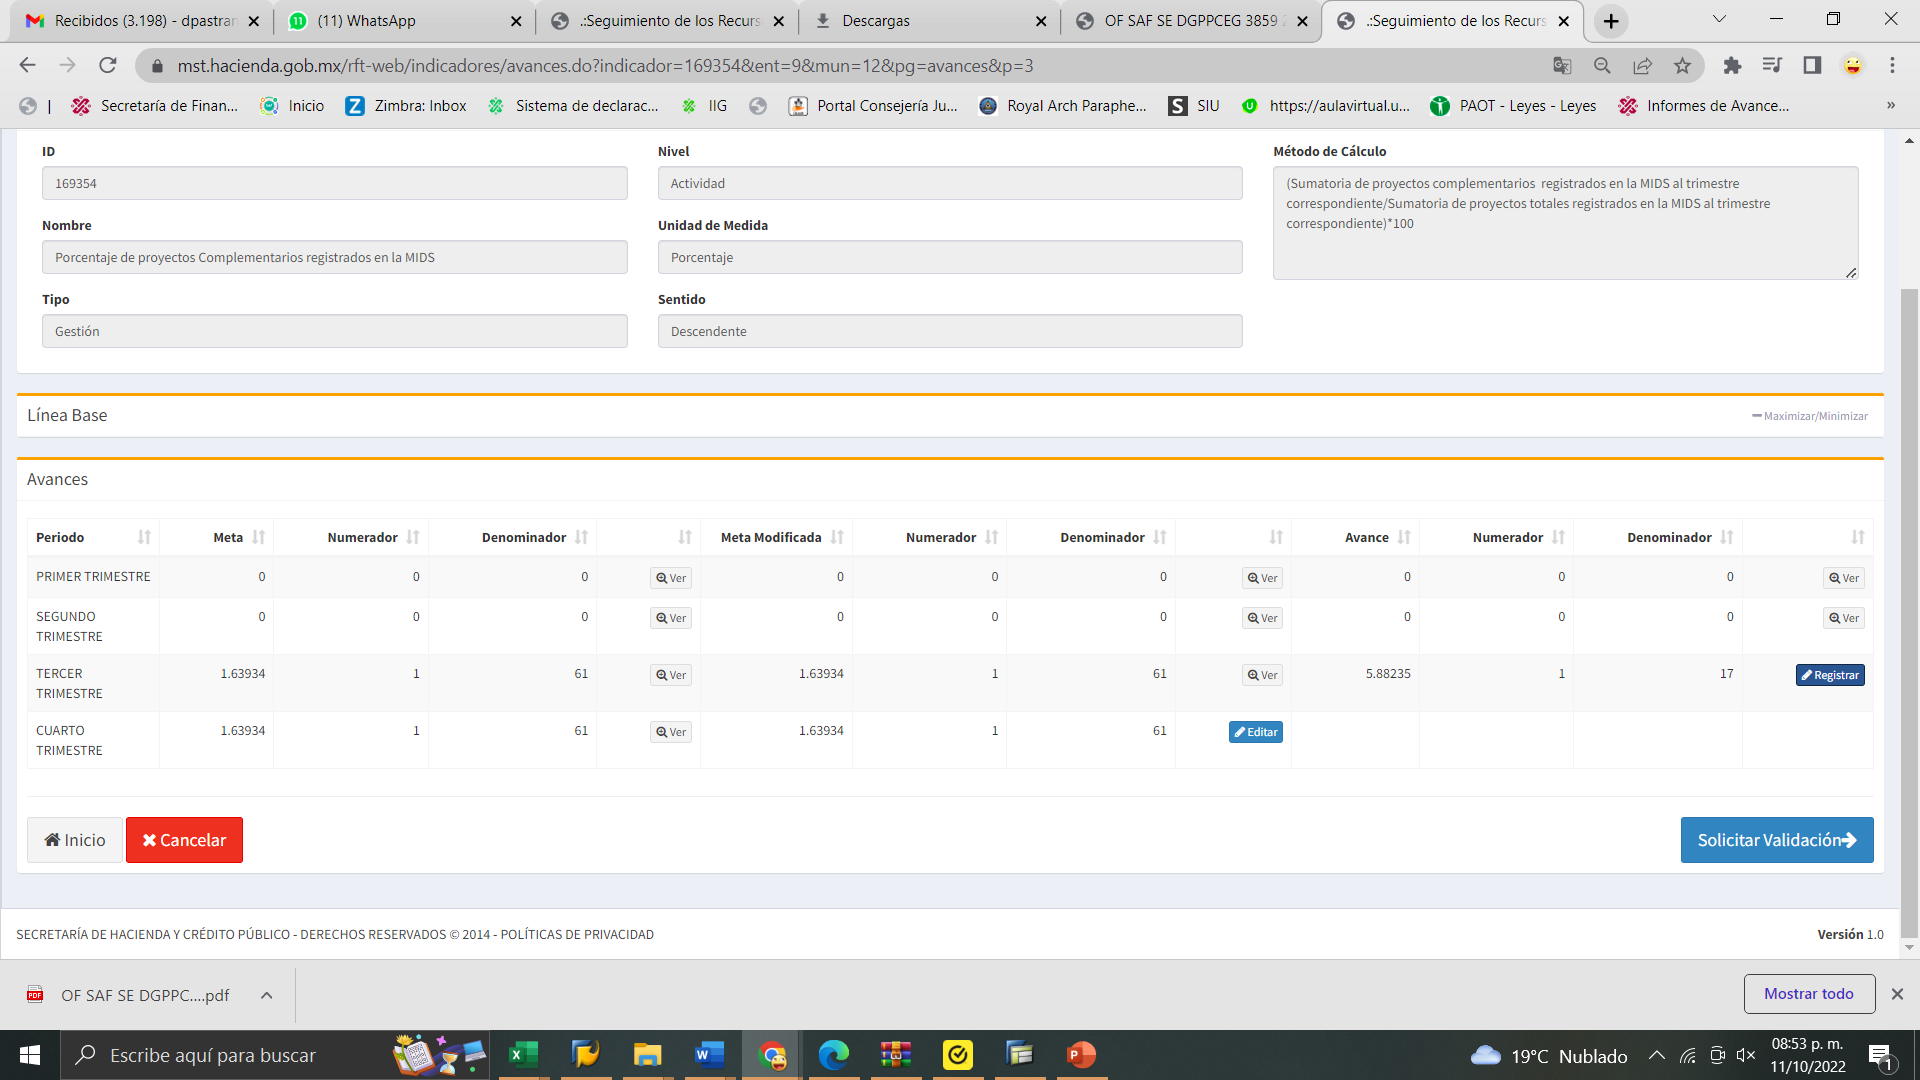 Recibidos (3.198) - dpastran
(11) WhatsApp
.:Seguimiento de los Recurs
Descargas
OF SAF SE DGPPCEG 3859 2
.:Seguimiento de los Recurs
mst.hacienda.gob.mx/rft-web/indicadores/avances.do?indicador=169354&ent=9&mun=12&pg=avances&p=3
|
Secretaría de Finan...
Inicio
Zimbra: Inbox
Sistema de declarac...
IIG
Portal Consejería Ju...
Royal Arch Paraphe...
SIU
https://aulavirtual.u...
PAOT - Leyes - Leyes
Informes de Avance...
»
ID
Nivel
Método de Cálculo
169354
Actividad
(Sumatoria de proyectos complementarios registrados en la MIDS al trimestre
correspondiente/Sumatoria de proyectos totales registrados en la MIDS al trimestre
correspondiente)*100
Nombre
Unidad de Medida
Porcentaje de proyectos Complementarios registrados en la MIDS
Porcentaje
Tipo
Sentido
Gestión
Descendente
Línea Base
Maximizar/Minimizar
Avances
Periodo Meta Numerador Denominador Meta Modificada Numerador Denominador Avance Numerador Denominador
PRIMER TRIMESTRE 0 0 0 Ver 0 0 0 Ver 0 0 0 Ver
SEGUNDO 0 0 0 Ver 0 0 0 Ver 0 0 0 Ver
TRIMESTRE
TERCER 1.63934 1 61 Ver 1.63934 1 61 Ver 5.88235 1 17 Registrar
TRIMESTRE
CUARTO 1.63934 1 61 Ver 1.63934 1 61 Editar
TRIMESTRE
Inicio
Cancelar
Solicitar Validación
SECRETARÍA DE HACIENDA Y CRÉDITO PÚBLICO - DERECHOS RESERVADOS © 2014 - POLÍTICAS DE PRIVACIDAD
Versión 1.0
OF SAF SE DGPPC....pdf
Mostrar todo
Escribe aquí para buscar
19°C Nublado
08:53 p. m.
11/10/2022
1